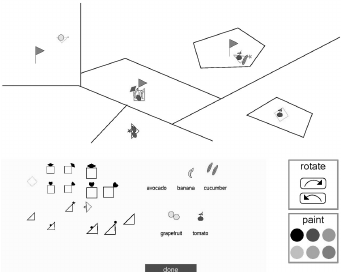 rotate
avocado banana cucumber
paint
grapefruit tomato
done